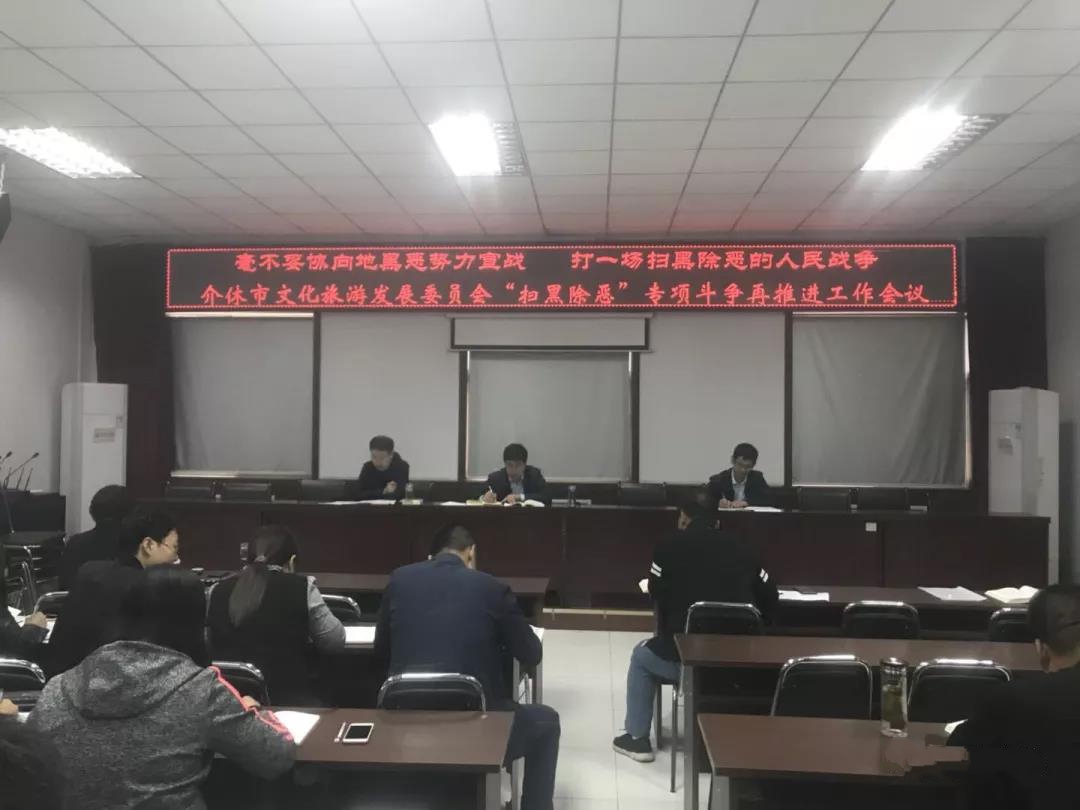 毫不妥协向地黑恶努力宣战 打一场扫黑除恶的人民战争
介休市文化旅游发展委员会“扫黑除恶”专项斗争再推进工作会议